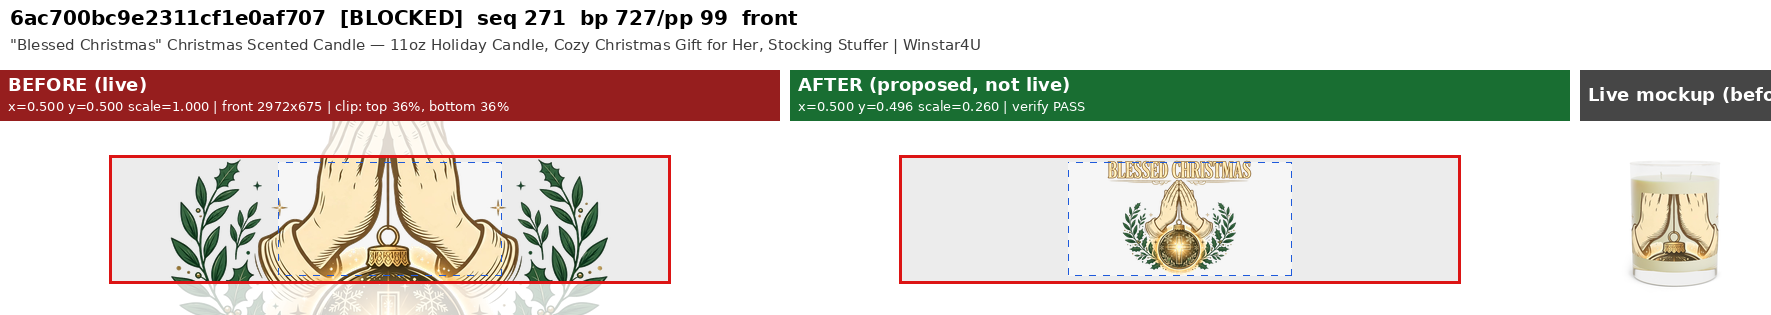 6ac700bc9e2311cf1e0af707 [BLOCKED] seq 271 bp 727/pp 99 front
"Blessed Christmas" Christmas Scented Candle — 11oz Holiday Candle, Cozy Christmas Gift for Her, Stocking Stuffer | Winstar4U
BEFORE (live)
x=0.500 y=0.500 scale=1.000 | front 2972x675 | clip: top 36%, bottom 36%
AFTER (proposed, not live)
x=0.500 y=0.496 scale=0.260 | verify PASS
Live mockup (befo
BLESSED CHRISTMAS